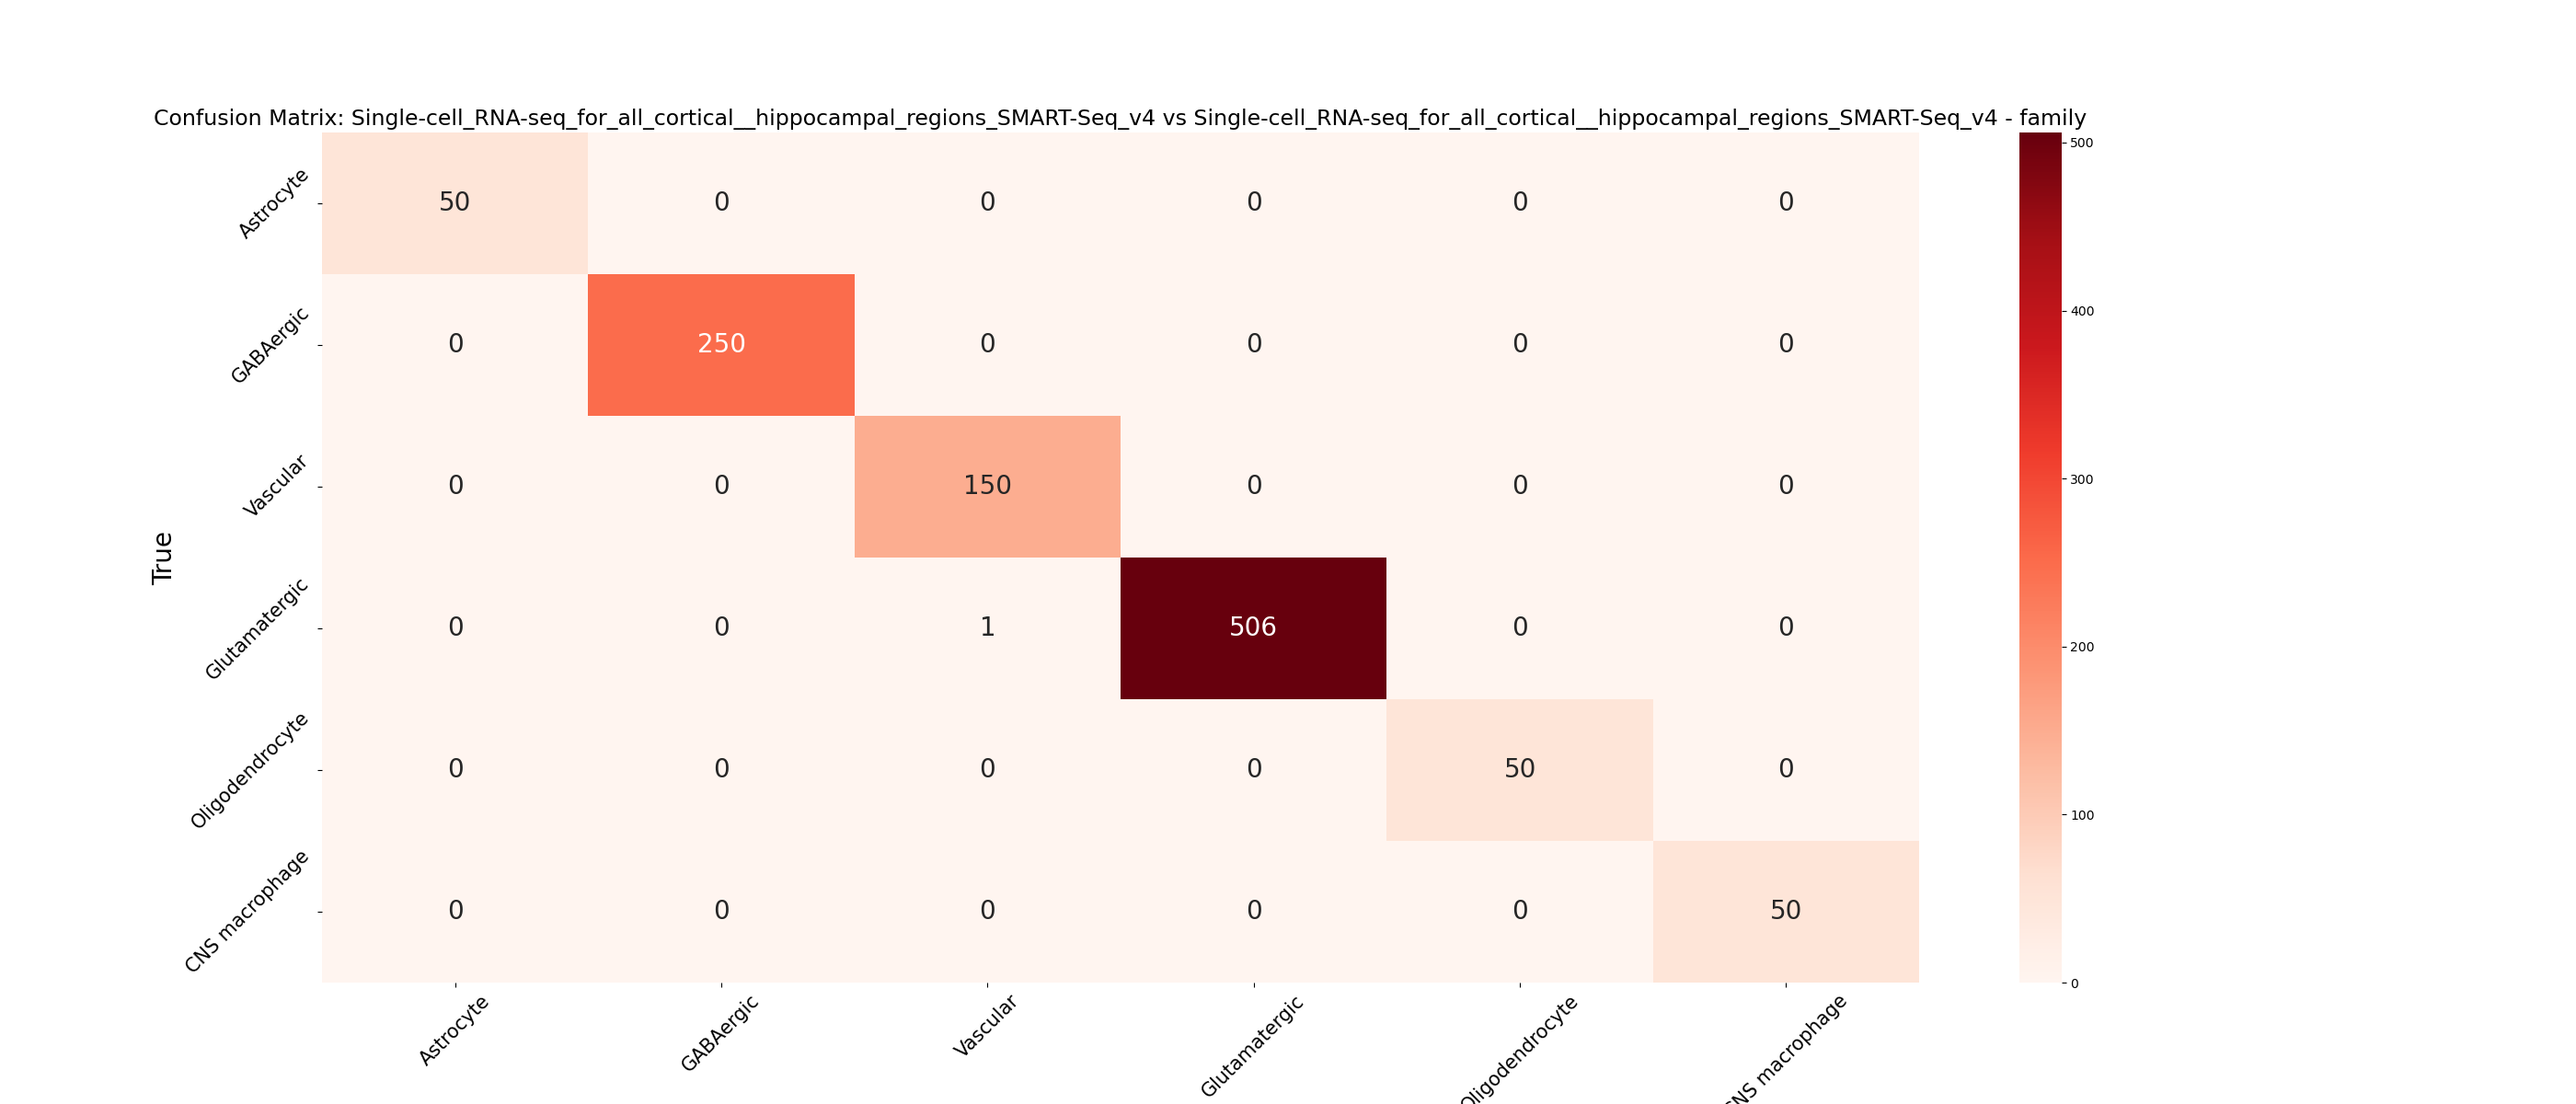 Confusion Matrix: Single-cell_RNA-seq_for_all_cortical__hippocampal_regions_SMART-Seq_v4 vs Single-cell_RNA-seq_for_all_cortical__hippocampal_regions_SMART-Seq_v4 - family
True
Astrocyte 50 0 0 0 0 0
GABAergic 0 250 0 0 0 0
Vascular 0 0 150 0 0 0
Glutamatergic 0 0 1 506 0 0
Oligodendrocyte 0 0 0 0 50 0
CNS macrophage 0 0 0 0 0 50
Astrocyte GABAergic Vascular Glutamatergic Oligodendrocyte CNS macrophage
500
400
300
200
100
0